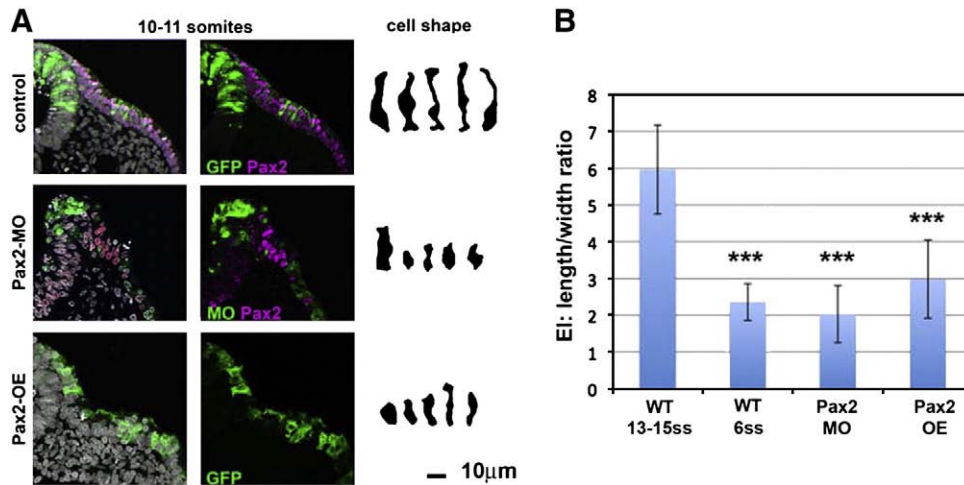 A
10-11 somites
cell shape
control
GFP Pax2
Pax2-MO
MO Pax2
Pax2-OE
GFP
10μm
B
EI: length/width ratio
8
7
6
5
4
3
2
1
0
***
***
***
WT
13-15ss
WT
6ss
Pax2
MO
Pax2
OE